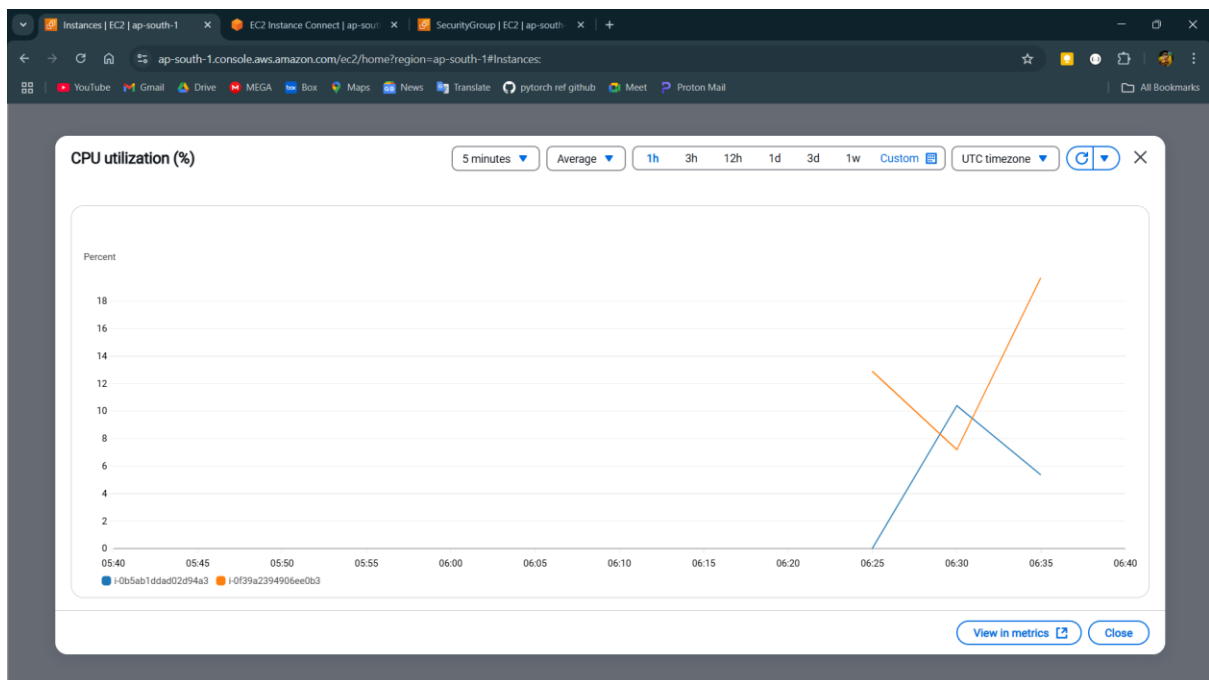 Instances | EC2 | ap-south-1 EC2 Instance Connect | ap-sout SecurityGroup | EC2 | ap-south-
ap-south-1.console.aws.amazon.com/ec2/home?region=ap-south-1#Instances:
YouTube Gmail Drive MEGA Box Maps News Translate pytorch ref github Meet Proton Mail All Bookmarks
CPU utilization (%) 5 minutes Average 1h 3h 12h 1d 3d 1w Custom UTC timezone
Percent
18
16
14
12
10
8
6
4
2
0
05:40 05:45 05:50 05:55 06:00 06:05 06:10 06:15 06:20 06:25 06:30 06:35 06:40
i-0b5ab1ddad02d94a3 i-0f39a2394906ee0b3
View in metrics Close